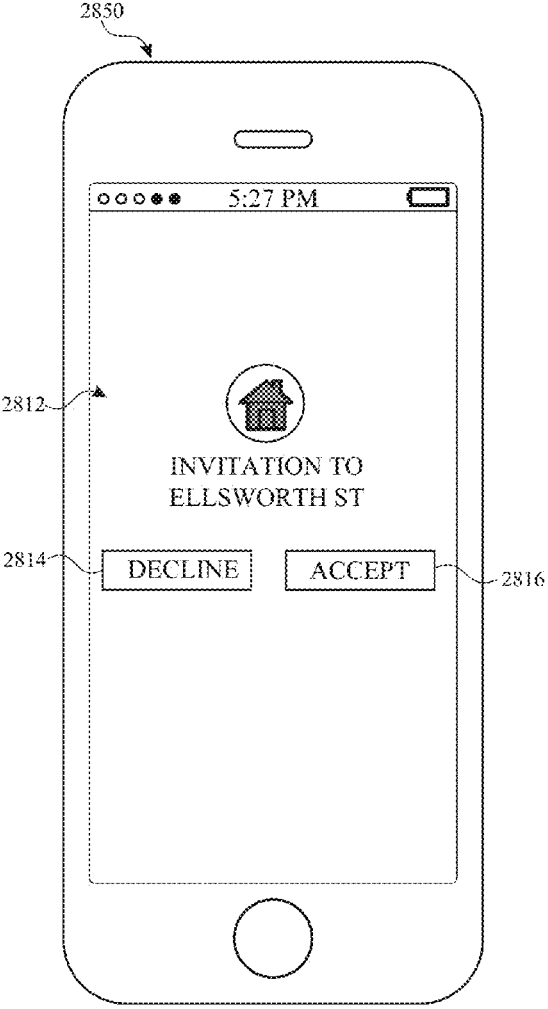 2850
5:27 PM
2812
INVITATION TO
ELLSWORTH ST
2814
DECLINE
ACCEPT
2816